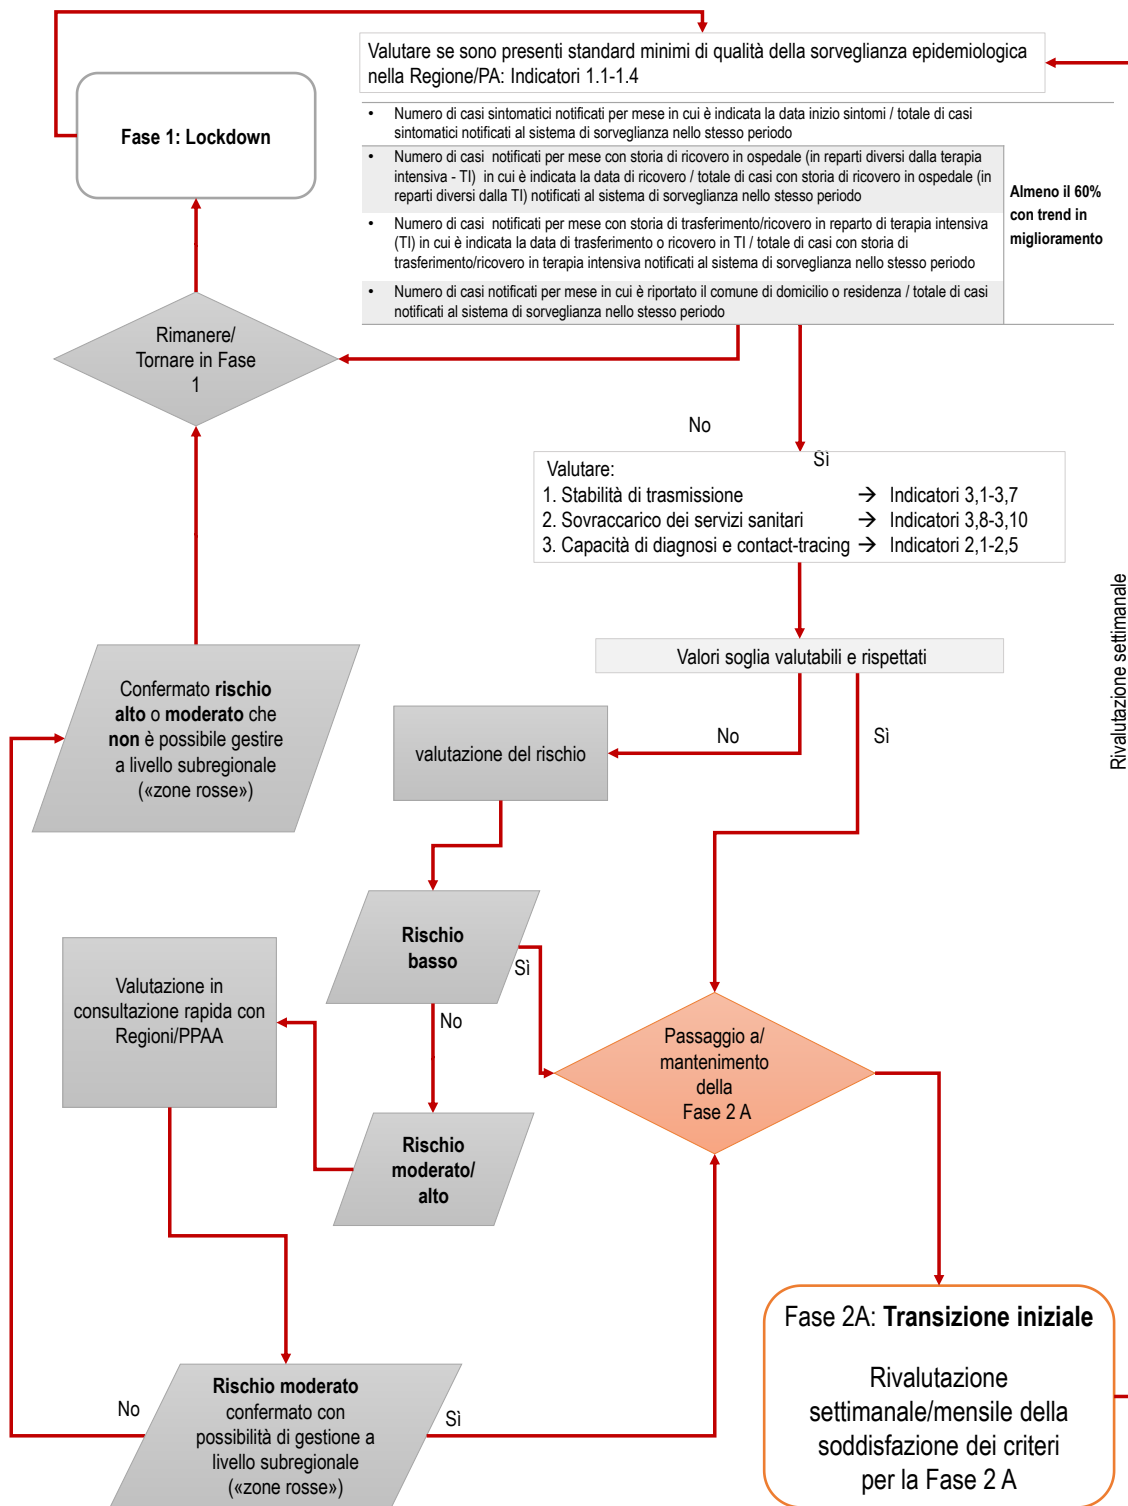 Valutare se sono presenti standard minimi di qualità della sorveglianza epidemiologica
nella Regione/PA: Indicatori 1.1-1.4
Fase 1: Lockdown
• Numero di casi sintomatici notificati per mese in cui è indicata la data inizio sintomi / totale di casi
sintomatici notificati al sistema di sorveglianza nello stesso periodo
• Numero di casi notificati per mese con storia di ricovero in ospedale (in reparti diversi dalla terapia
intensiva - TI) in cui è indicata la data di ricovero / totale di casi con storia di ricovero in ospedale (in
reparti diversi dalla TI) notificati al sistema di sorveglianza nello stesso periodo
• Numero di casi notificati per mese con storia di trasferimento/ricovero in reparto di terapia intensiva
(TI) in cui è indicata la data di trasferimento o ricovero in TI / totale di casi con storia di
trasferimento/ricovero in terapia intensiva notificati al sistema di sorveglianza nello stesso periodo
• Numero di casi notificati per mese in cui è riportato il comune di domicilio o residenza / totale di casi
notificati al sistema di sorveglianza nello stesso periodo
Almeno il 60%
con trend in
miglioramento
Rimanere/
Tornare in Fase
1
No
Sì
Valutare:
1. Stabilità di trasmissione → Indicatori 3,1-3,7
2. Sovraccarico dei servizi sanitari → Indicatori 3,8-3,10
3. Capacità di diagnosi e contact-tracing → Indicatori 2,1-2,5
Rivalutazione settimanale
Valori soglia valutabili e rispettati
No
Sì
valutazione del rischio
Confermato rischio
alto o moderato che
non è possibile gestire
a livello subregionale
(«zone rosse»)
Rischio
basso
Sì
No
Valutazione in
consultazione rapida con
Regioni/PPAA
Passaggio a/
mantenimento
della
Fase 2 A
Rischio
moderato/
alto
Fase 2A: Transizione iniziale
Rivalutazione
settimanale/mensile della
soddisfazione dei criteri
per la Fase 2 A
Rischio moderato
confermato con
possibilità di gestione a
livello subregionale
(«zone rosse»)
No
Sì